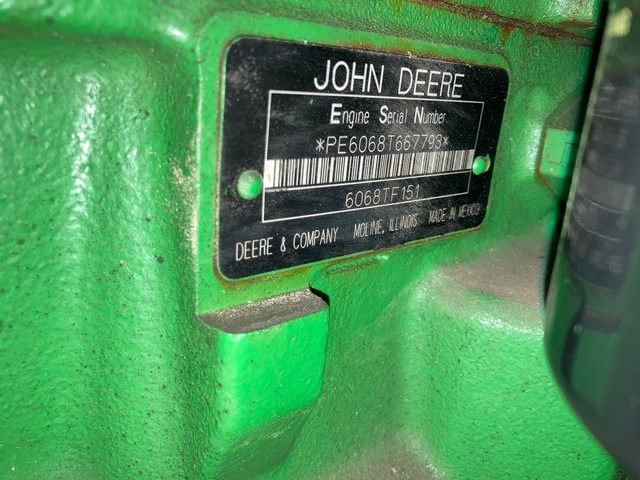 JOHN DEERE
Engine Serial Number
*PE6068T667793*
6068TF151
DEERE & COMPANY MOLINE, ILLINOIS MADE IN MEXICO